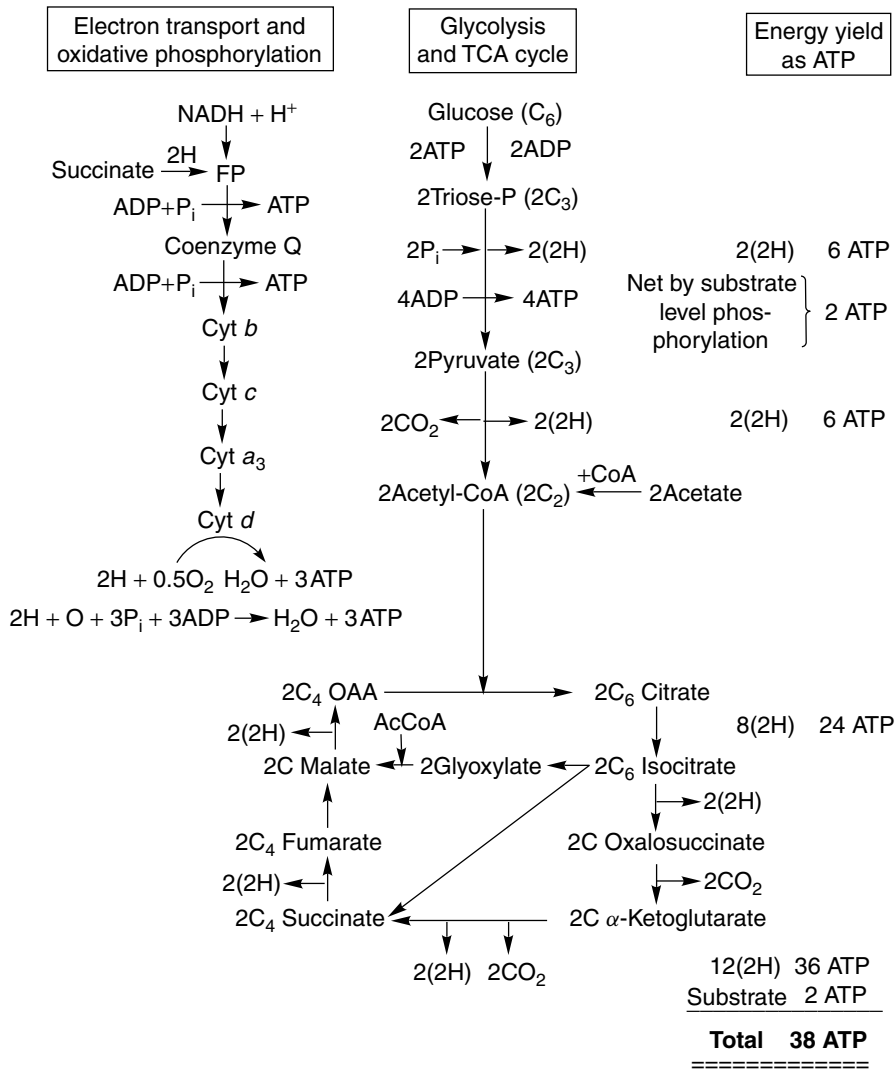 Electron transport and
oxidative phosphorylation
NADH + H⁺
2H
Succinate FP
ADP+Pᵢ ATP
Coenzyme Q
ADP+Pᵢ ATP
Cyt b
Cyt c
Cyt a₃
Cyt d
2H + 0.5O₂ H₂O + 3ATP
2H + O + 3Pᵢ + 3ADP → H₂O + 3ATP
Glycolysis
and TCA cycle
Glucose (C₆)
2ATP 2ADP
2Triose-P (2C₃)
2Pᵢ 2(2H)
4ADP 4ATP
2Pyruvate (2C₃)
2CO₂ 2(2H)
+CoA
2Acetyl-CoA (2C₂) 2Acetate
2C₄ OAA 2C₆ Citrate
2(2H) AcCoA
2C Malate 2Glyoxylate 2C₆ Isocitrate
2(2H)
2C₄ Fumarate 2C Oxalosuccinate
2(2H) 2CO₂
2C₄ Succinate 2C α-Ketoglutarate
2(2H) 2CO₂
Energy yield
as ATP
2(2H) 6 ATP
Net by substrate
level phos-
phorylation
2 ATP
2(2H) 6 ATP
8(2H) 24 ATP
12(2H) 36 ATP
Substrate 2 ATP
Total 38 ATP